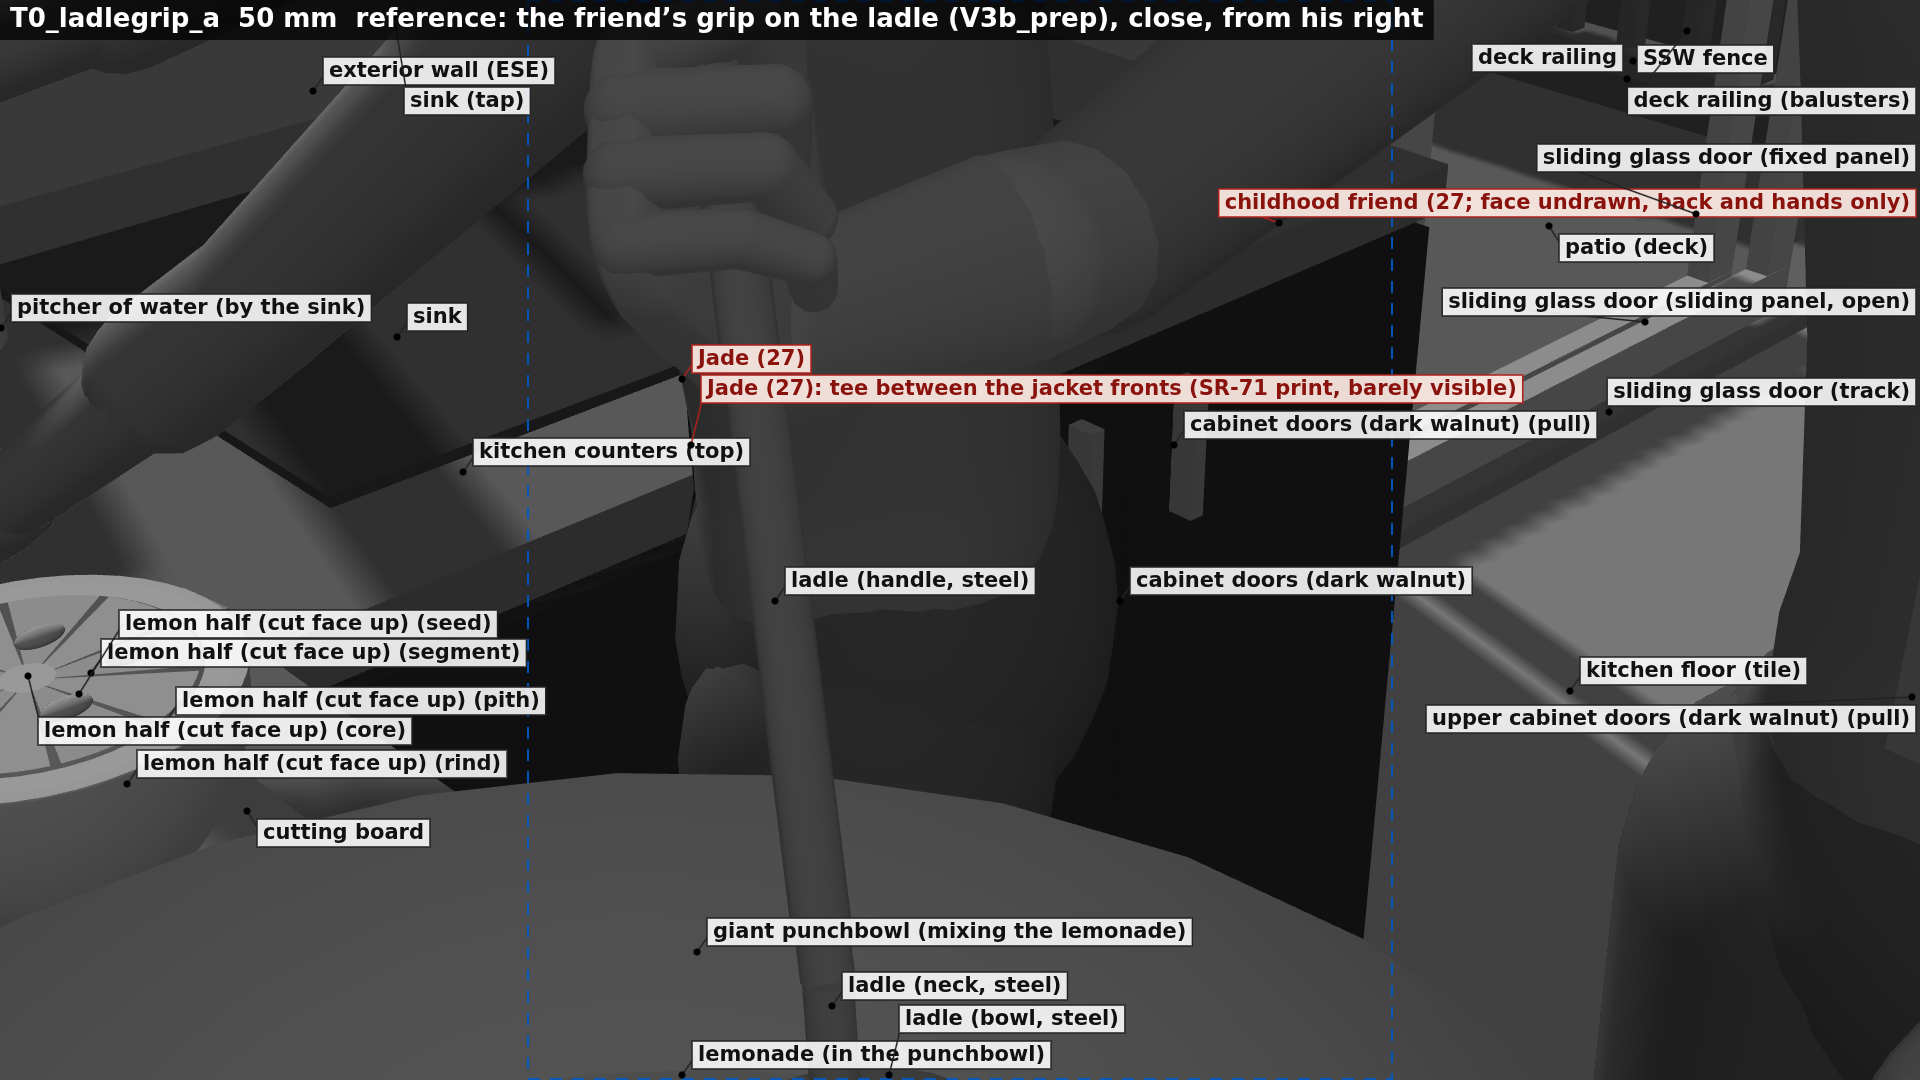 T0_ladlegrip_a  50 mm  reference: the friend’s grip on the ladle (V3b_prep), close, from his right
exterior wall (ESE)
sink (tap)
deck railing
SSW fence
deck railing (balusters)
sliding glass door (fixed panel)
childhood friend (27; face undrawn, back and hands only)
patio (deck)
pitcher of water (by the sink)
sink
sliding glass door (sliding panel, open)
Jade (27)
Jade (27): tee between the jacket fronts (SR-71 print, barely visible)
sliding glass door (track)
cabinet doors (dark walnut) (pull)
kitchen counters (top)
ladle (handle, steel)
cabinet doors (dark walnut)
lemon half (cut face up) (seed)
lemon half (cut face up) (segment)
kitchen floor (tile)
lemon half (cut face up) (pith)
lemon half (cut face up) (core)
upper cabinet doors (dark walnut) (pull)
lemon half (cut face up) (rind)
cutting board
giant punchbowl (mixing the lemonade)
ladle (neck, steel)
ladle (bowl, steel)
lemonade (in the punchbowl)